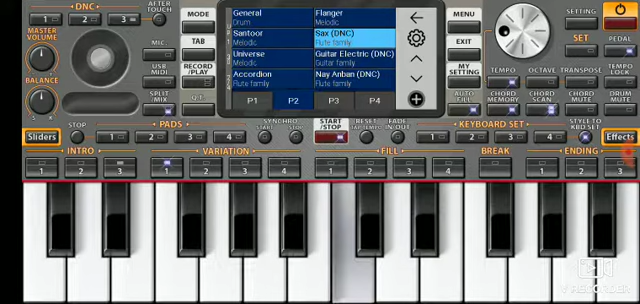 DNC
1 2 3
AFTER TOUCH
MASTER VOLUME
BALANCE
S K
MIC
USB MIDI
SPLIT/MIX
MODE
TAB
RECORD /PLAY
Q.T
General
Drum
Flanger
Melodic
Santoor
Melodic
Sax (DNC)
Flute family
Universe
Melodic
Guitar Electric (DNC)
Guitar family
Accordion
Flute family
Nay Anban (DNC)
Flute family
P1 P2 P3 P4
MENU
EXIT
MY SETTING
AUTO FILL
SETTING
SET
PEDAL
TEMPO
OCTAVE
TRANSPOSE
TEMPO LOCK
CHORD MEMORY
CHORD SCAN
CHORD MUTE
DRUM MUTE
Sliders
STOP
PADS
1 2 3 4
SYNCHRO
START STOP
START /STOP
RESET
TAP TEMPO
FADE IN/OUT
KEYBOARD SET
1 2 3 4
STYLE TO KBD SET
Effects
INTRO
1 2 3
VARIATION
1 2 3 4
FILL
1 2 3 4
BREAK
ENDING
1 2 3
V RECORDER